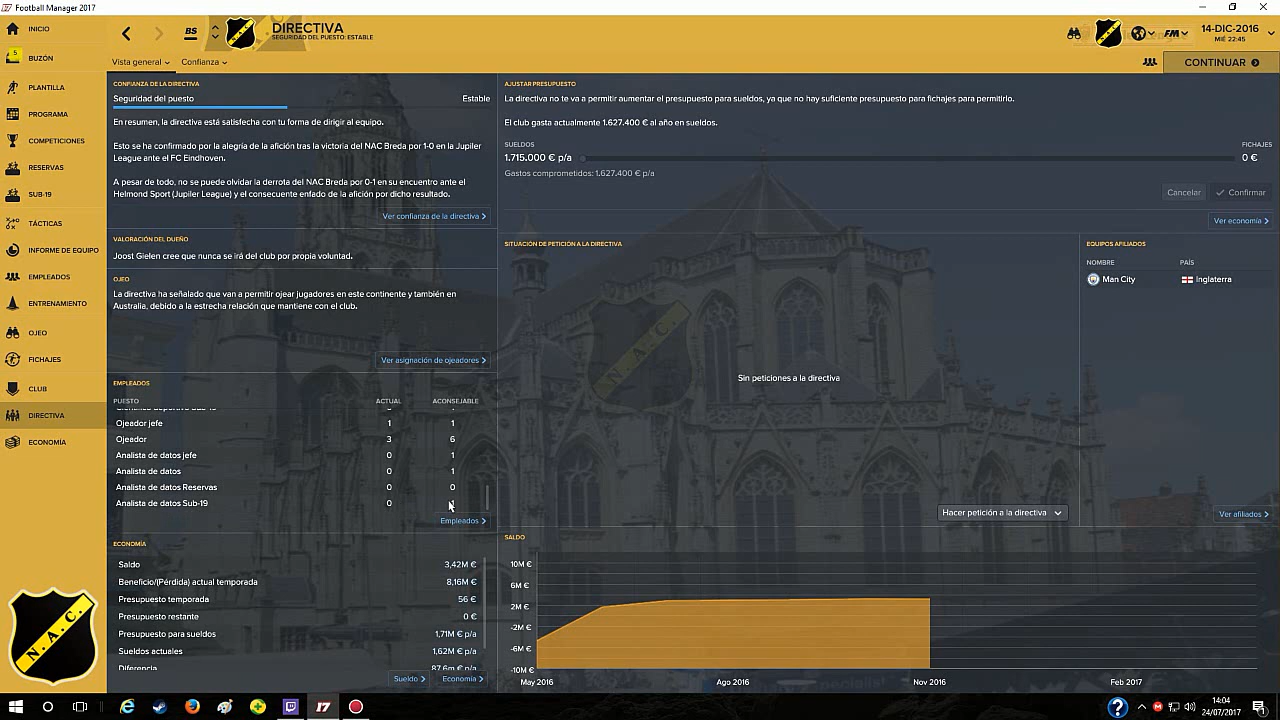 Football Manager 2017
INICIO
5
BUZÓN
PLANTILLA
PROGRAMA
COMPETICIONES
RESERVAS
SUB-19
TÁCTICAS
INFORME DE EQUIPO
EMPLEADOS
ENTRENAMIENTO
OJEO
FICHAJES
CLUB
DIRECTIVA
ECONOMÍA
N.A.C.
BS
DIRECTIVA
SEGURIDAD DEL PUESTO: ESTABLE
FM
14-DIC-2016
MIÉ 22:45
Vista general
Confianza
CONTINUAR
CONFIANZA DE LA DIRECTIVA
Seguridad del puesto Estable
En resumen, la directiva está satisfecha con tu forma de dirigir al equipo.
Esto se ha confirmado por la alegría de la afición tras la victoria del NAC Breda por 1-0 en la Jupiler
League ante el FC Eindhoven.
A pesar de todo, no se puede olvidar la derrota del NAC Breda por 0-1 en su encuentro ante el
Helmond Sport (Jupiler League) y el consecuente enfado de la afición por dicho resultado.
Ver confianza de la directiva >
VALORACIÓN DEL DUEÑO
Joost Gielen cree que nunca se irá del club por propia voluntad.
OJEO
La directiva ha señalado que van a permitir ojear jugadores en este continente y también en
Australia, debido a la estrecha relación que mantiene con el club.
Ver asignación de ojeadores >
EMPLEADOS
PUESTO ACTUAL ACONSEJABLE
Ojeador jefe 1 1
Ojeador 3 6
Analista de datos jefe 0 1
Analista de datos 0 1
Analista de datos Reservas 0 0
Analista de datos Sub-19 0 1
Empleados >
ECONOMÍA
Saldo 3,42M €
Beneficio/(Pérdida) actual temporada 8,16M €
Presupuesto temporada 56 €
Presupuesto restante 0 €
Presupuesto para sueldos 1,71M € p/a
Sueldos actuales 1,62M € p/a
Diferencia 87,6m € p/a
Sueldo > Economía >
AJUSTAR PRESUPUESTO
La directiva no te va a permitir aumentar el presupuesto para sueldos, ya que no hay suficiente presupuesto para fichajes para permitirlo.
El club gasta actualmente 1.627.400 € al año en sueldos.
SUELDOS FICHAJES
1.715.000 € p/a 0 €
Gastos comprometidos: 1.627.400 € p/a
Cancelar Confirmar
Ver economía >
SITUACIÓN DE PETICIÓN A LA DIRECTIVA
Sin peticiones a la directiva
Hacer petición a la directiva
EQUIPOS AFILIADOS
NOMBRE PAÍS
Man City Inglaterra
Ver afiliados >
SALDO
10M €
6M €
2M €
-2M €
-6M €
-10M €
May 2016 Ago 2016 Nov 2016 Feb 2017
14:04
24/07/2017